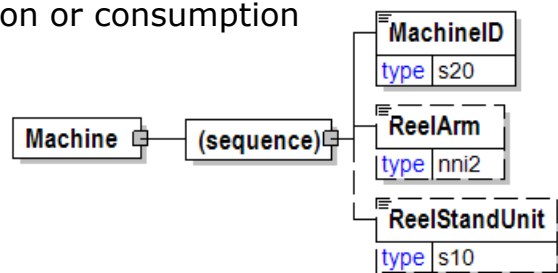 on or consumption
MachineID
type s20
Machine
(sequence)
ReelArm
type nni2
ReelStandUnit
type s10